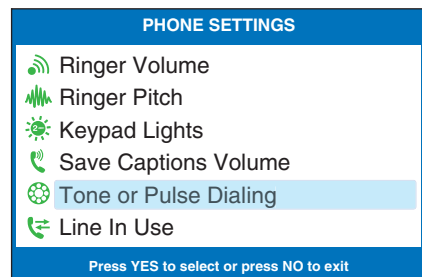 PHONE SETTINGS
Ringer Volume
Ringer Pitch
Keypad Lights
Save Captions Volume
Tone or Pulse Dialing
Line In Use
Press YES to select or press NO to exit